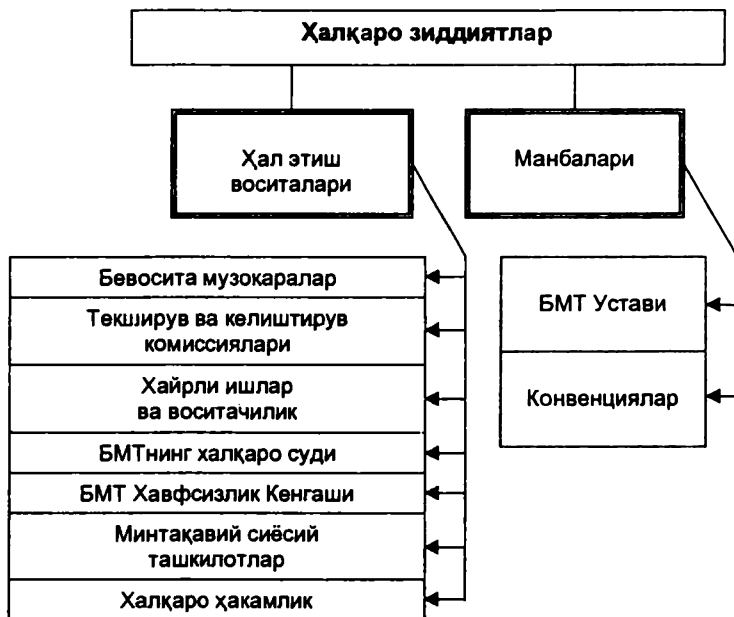 Ҳалқаро зиддиятлар
Ҳал этиш
воситалари
Манбалари
Бевосита музокаралар
Текширув ва келиштирув
комиссиялари
Хайрли ишлар
ва воситачилик
БМТнинг халқаро суди
БМТ Хавфсизлик Кенгаши
Минтақавий сиёсий
ташкилотлар
Халқаро ҳакамлик
БМТ Устави
Конвенциялар